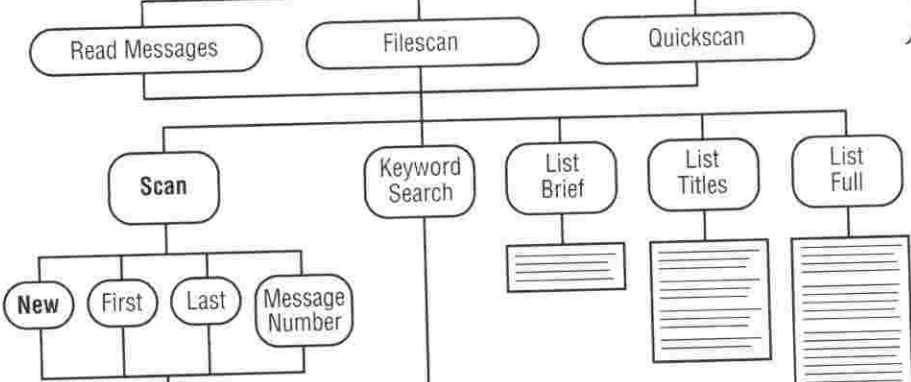 Read Messages
Filescan
Quickscan
Scan
Keyword
Search
List
Brief
List
Titles
List
Full
New
First
Last
Message
Number